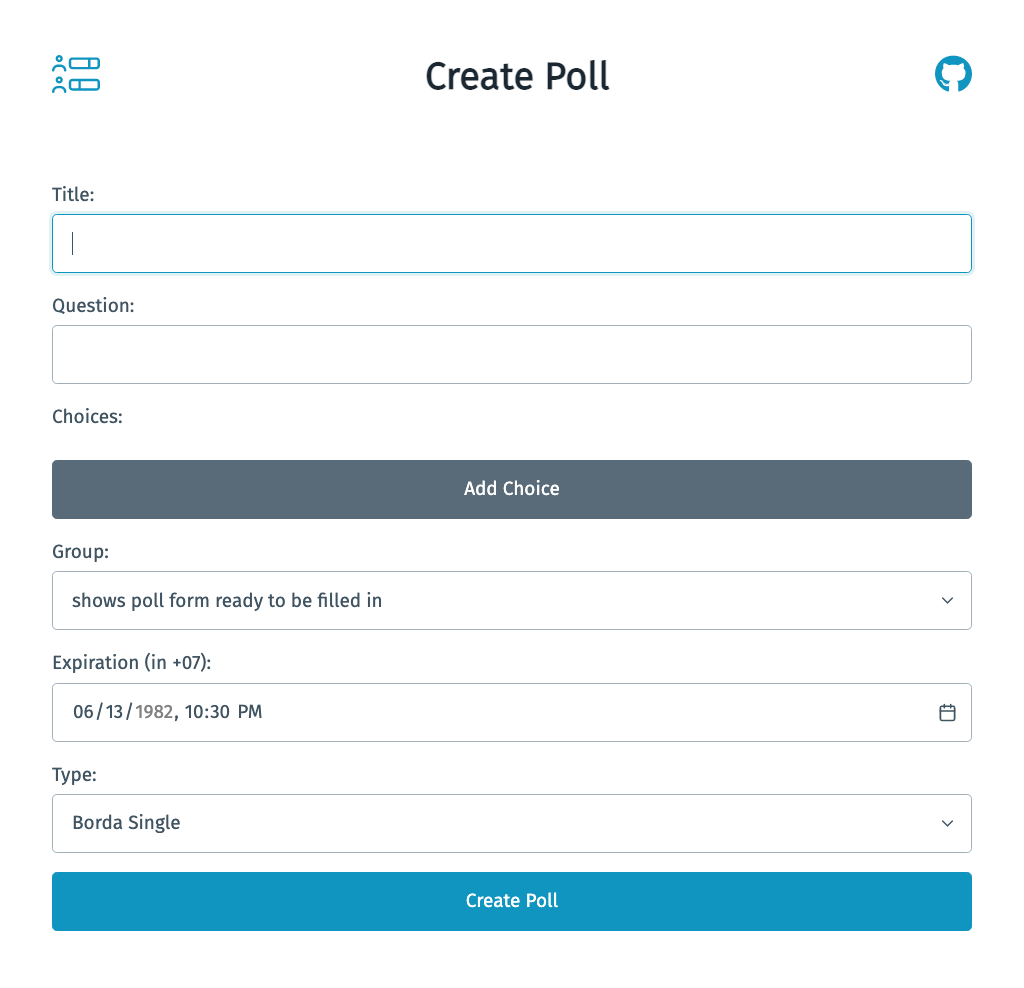 Create Poll
Title:
Question:
Choices:
Add Choice
Group:
shows poll form ready to be filled in
Expiration (in +07):
06/13/1982, 10:30 PM
Type:
Borda Single
Create Poll